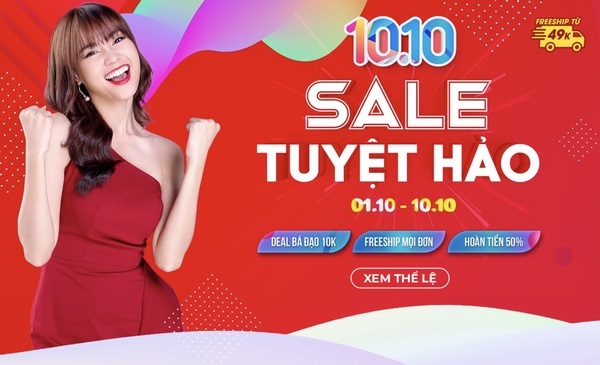 10.10
FREESHIP TỪ
49K
SALE
TUYỆT HẢO
01.10 - 10.10
DEAL BÁ ĐẠO 10K
FREESHIP MỌI ĐƠN
HOÀN TIỀN 50%
XEM THỂ LỆ